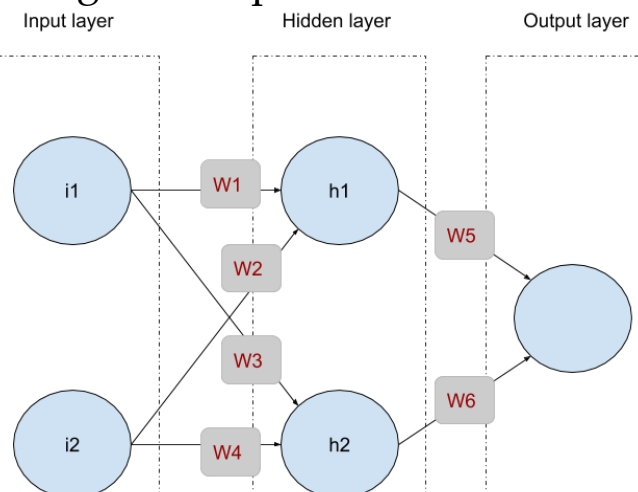 Input layer
Hidden layer
Output layer
i1
W1
h1
W2
W5
W3
W6
i2
W4
h2